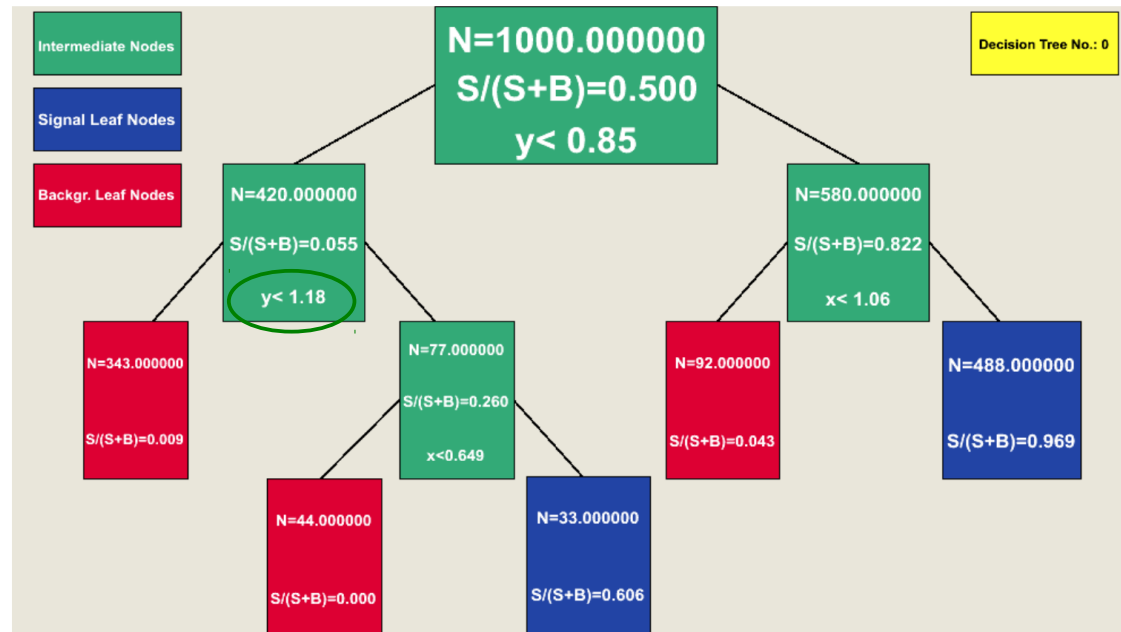 Intermediate Nodes
Signal Leaf Nodes
Backgr. Leaf Nodes
N=1000.000000
S/(S+B)=0.500
y< 0.85
Decision Tree No.: 0
N=420.000000
S/(S+B)=0.055
y< 1.18
N=580.000000
S/(S+B)=0.822
x< 1.06
N=343.000000
S/(S+B)=0.009
N=77.000000
S/(S+B)=0.260
x<0.649
N=92.000000
S/(S+B)=0.043
N=488.000000
S/(S+B)=0.969
N=44.000000
S/(S+B)=0.000
N=33.000000
S/(S+B)=0.606